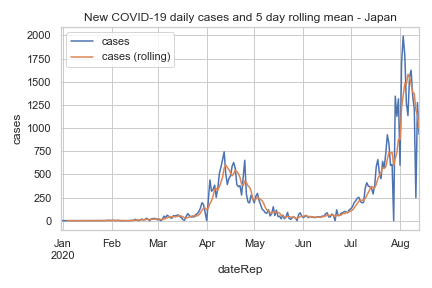 New COVID-19 daily cases and 5 day rolling mean - Japan
cases
cases (rolling)
2000
1750
1500
1250
1000
750
500
250
0
cases
Jan Feb Mar Apr May Jun Jul Aug
2020
dateRep